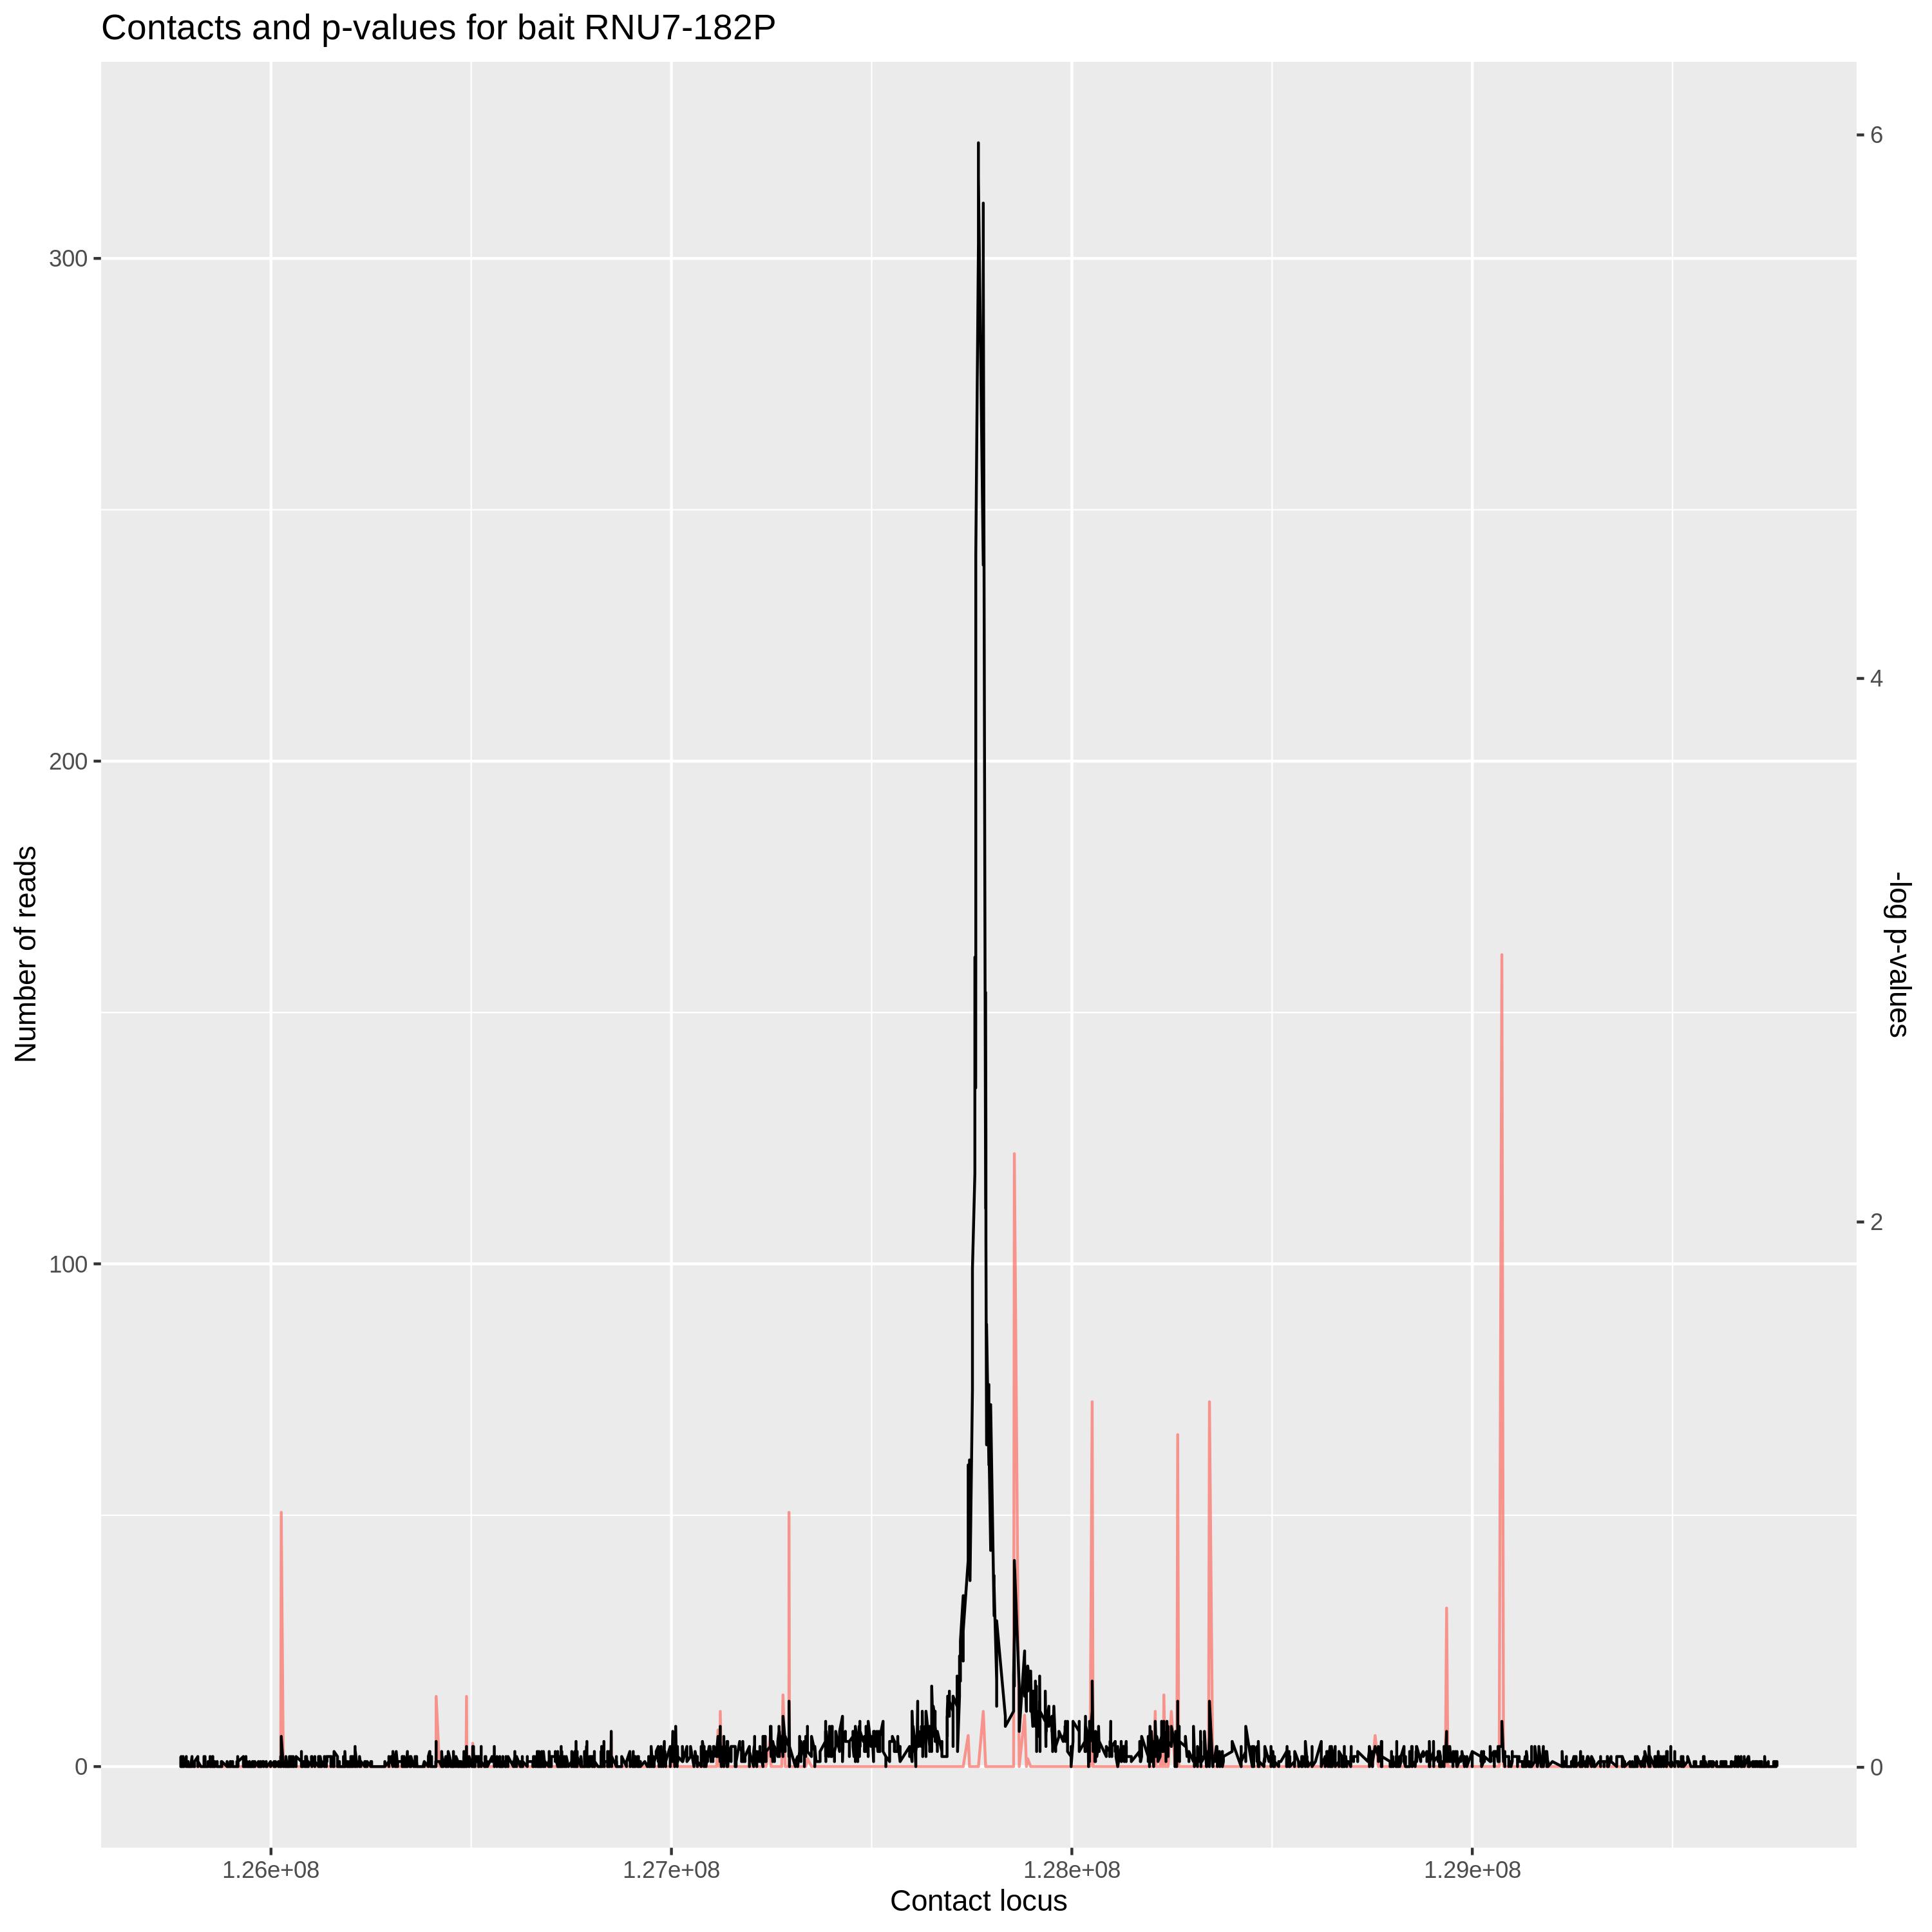 Contacts and p-values for bait RNU7-182P
300
200
100
0
6
4
2
0
Number of reads
-log p-values
1.26e+08
1.27e+08
1.28e+08
1.29e+08
Contact locus